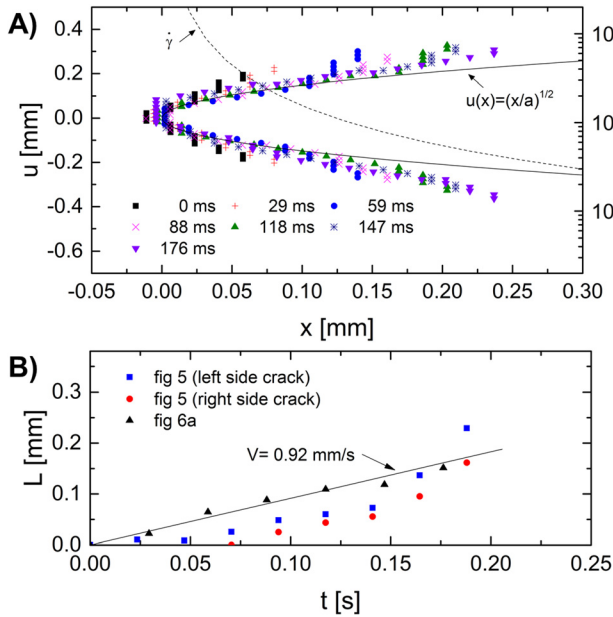 A)
γ̇
u(x)=(x/a)^1/2
u [mm]
0.4
0.2
0.0
-0.2
-0.4
-0.6
0 ms 29 ms 59 ms
88 ms 118 ms 147 ms
176 ms
10
10
10
-0.05 0.00 0.05 0.10 0.15 0.20 0.25 0.30
x [mm]
B)
fig 5 (left side crack)
fig 5 (right side crack)
fig 6a
V= 0.92 mm/s
L [mm]
0.3
0.2
0.1
0.0
0.00 0.05 0.10 0.15 0.20 0.25
t [s]